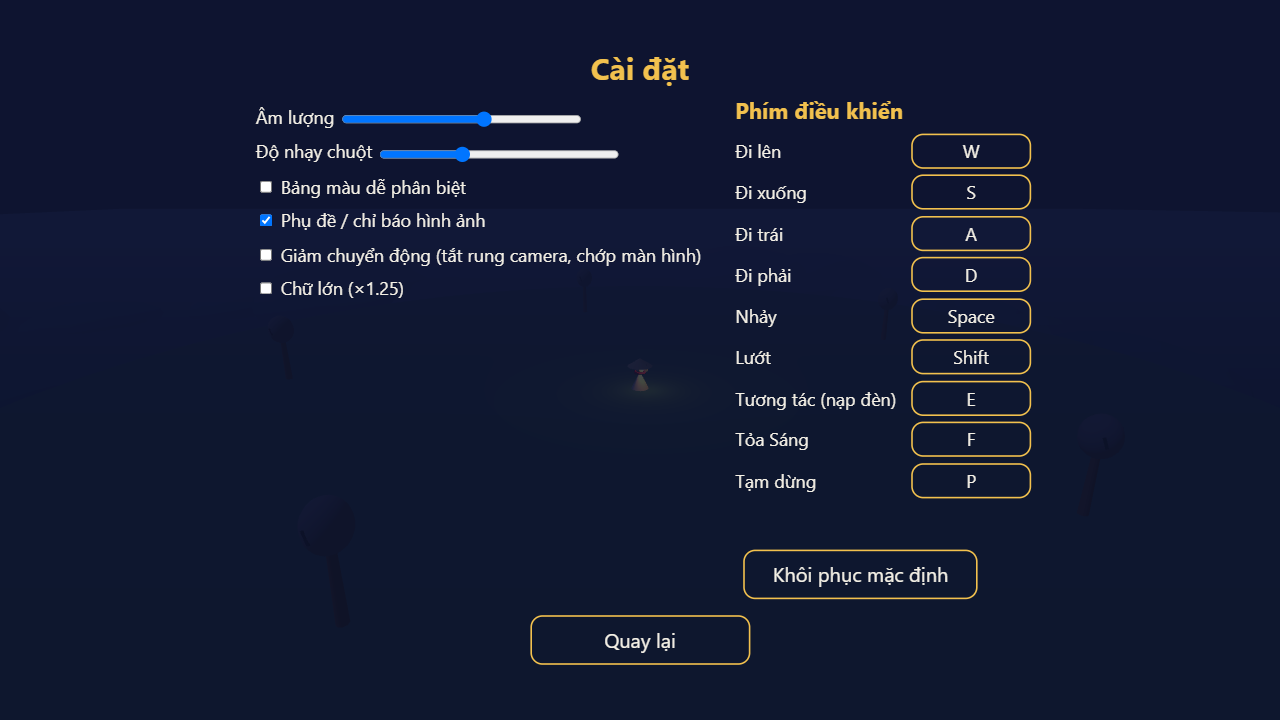 Cài đặt
Âm lượng
Độ nhạy chuột
Bảng màu dễ phân biệt
Phụ đề / chỉ báo hình ảnh
Giảm chuyển động (tắt rung camera, chớp màn hình)
Chữ lớn (×1.25)
Phím điều khiển
Đi lên W
Đi xuống S
Đi trái A
Đi phải D
Nhảy Space
Lướt Shift
Tương tác (nạp đèn) E
Tỏa Sáng F
Tạm dừng P
Khôi phục mặc định
Quay lại